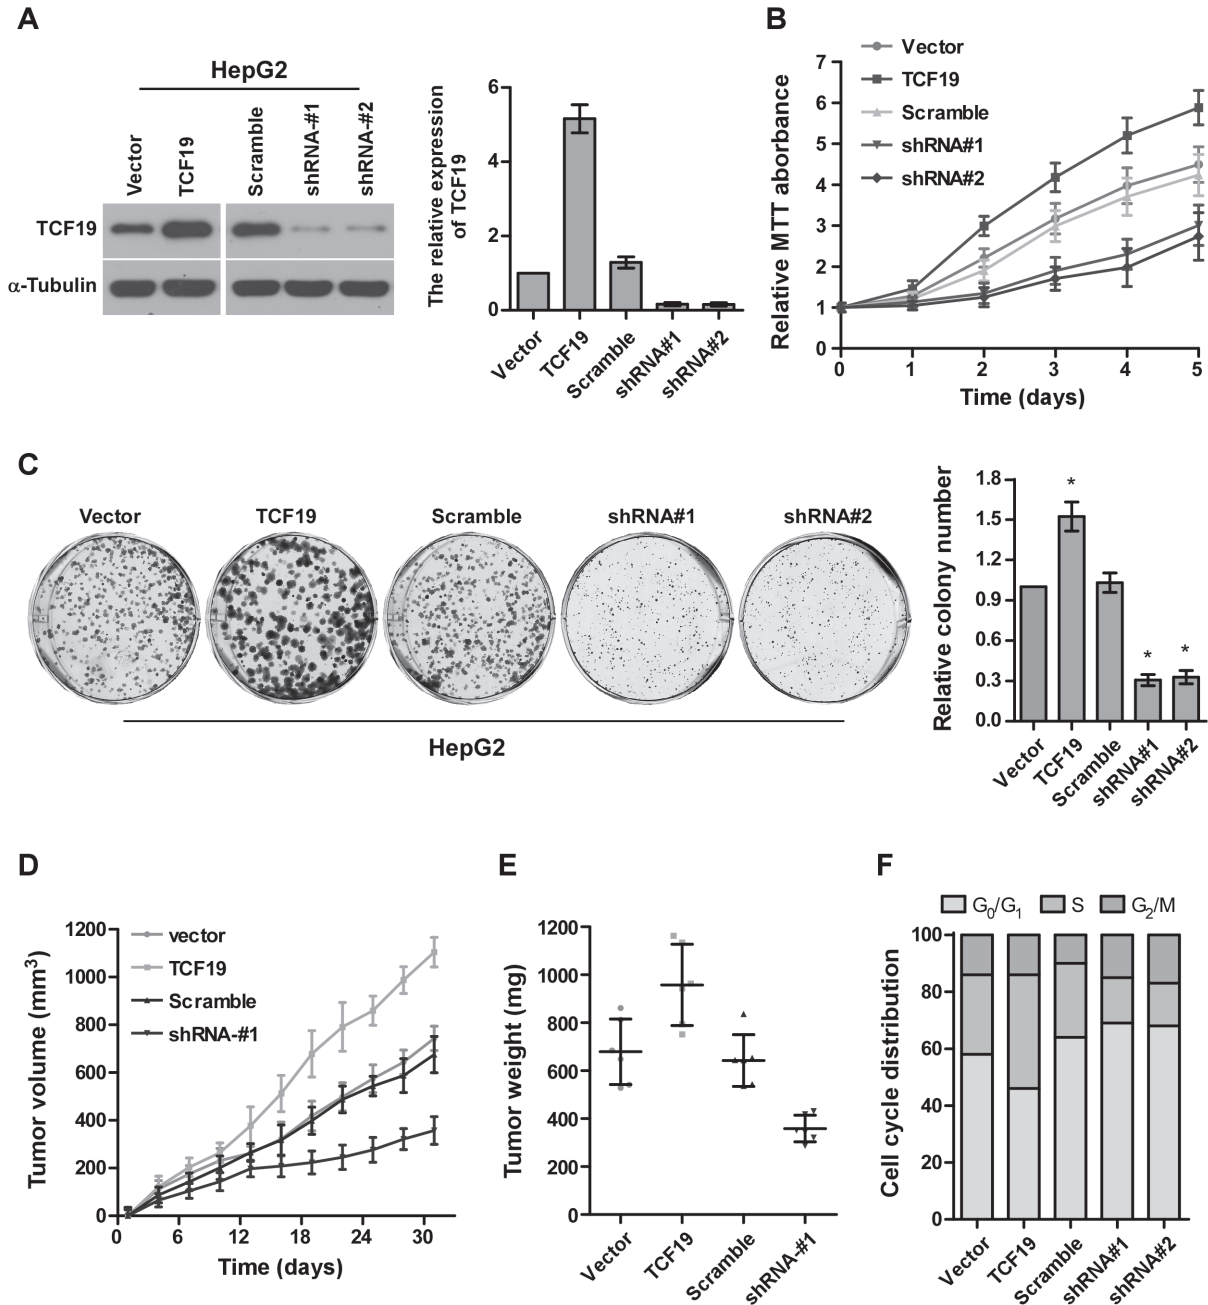 A
HepG2
Vector
TCF19
Scramble
shRNA-#1
shRNA-#2
TCF19
α-Tubulin
The relative expression
of TCF19
6
4
2
0
Vector
TCF19
Scramble
shRNA#1
shRNA#2
B
Vector
TCF19
Scramble
shRNA#1
shRNA#2
Relative MTT aborbance
7
6
5
4
3
2
1
0
0 1 2 3 4 5
Time (days)
C
Vector
TCF19
Scramble
shRNA#1
shRNA#2
HepG2
Relative colony number
1.8
1.5
1.2
0.9
0.6
0.3
0.0
*
*
*
Vector
TCF19
Scramble
shRNA#1
shRNA#2
D
vector
TCF19
Scramble
shRNA-#1
Tumor volume (mm³)
1200
1000
800
600
400
200
0
0 6 12 18 24 30
Time (days)
E
Tumor weight (mg)
1200
1000
800
600
400
200
0
Vector
TCF19
Scramble
shRNA-#1
F
G₀/G₁ S G₂/M
Cell cycle distribution
100
80
60
40
20
0
Vector
TCF19
Scramble
shRNA#1
shRNA#2